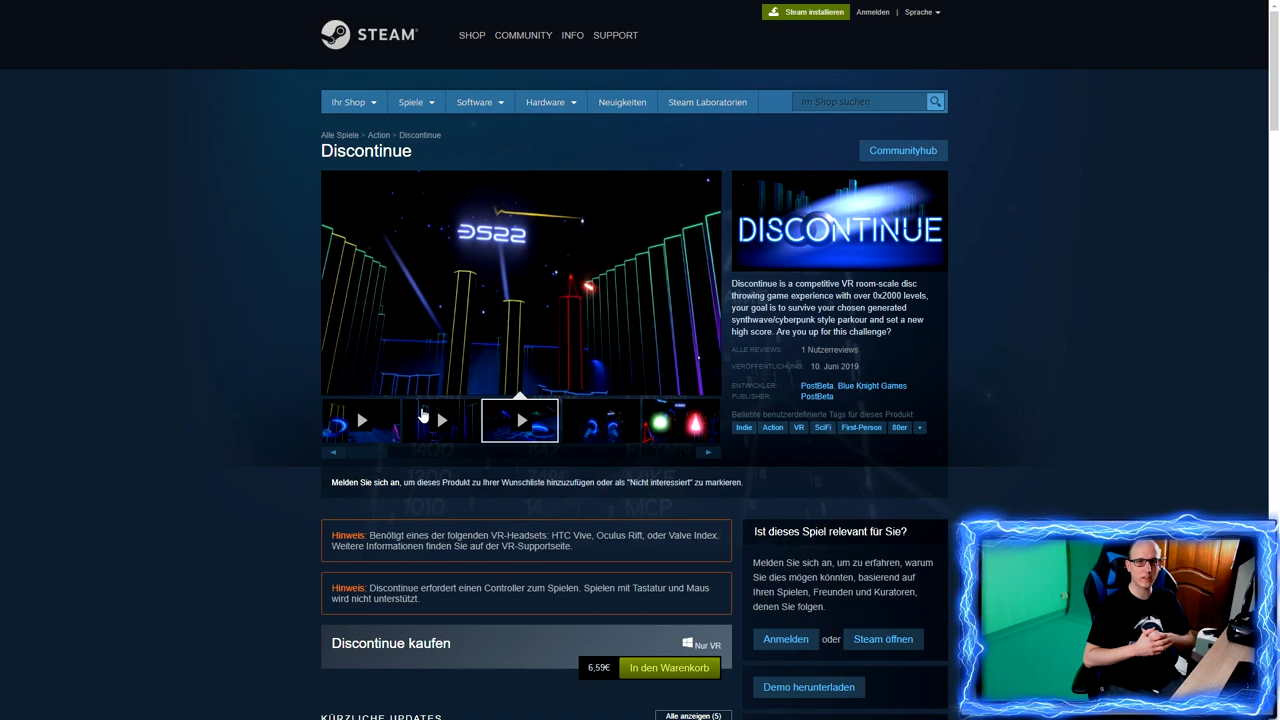 Steam installieren
Anmelden | Sprache
STEAM
SHOP COMMUNITY INFO SUPPORT
Ihr Shop Spiele Software Hardware Neuigkeiten Steam Laboratorien Im Shop suchen
Alle Spiele > Action > Discontinue
Discontinue
Communityhub
DISCONTINUE
Discontinue is a competitive VR room-scale disc
throwing game experience with over 0x2000 levels,
your goal is to survive your chosen generated
synthwave/cyberpunk style parkour and set a new
high score. Are you up for this challenge?
ALLE REVIEWS: 1 Nutzerreviews
VERÖFFENTLICHUNG: 10. Juni 2019
ENTWICKLER: PostBeta, Blue Knight Games
PUBLISHER: PostBeta
Beliebte benutzerdefinierte Tags für dieses Produkt:
Indie Action VR SciFi First-Person 80er +
Melden Sie sich an, um dieses Produkt zu Ihrer Wunschliste hinzuzufügen oder als "Nicht interessiert" zu markieren.
Hinweis: Benötigt eines der folgenden VR-Headsets: HTC Vive, Oculus Rift, oder Valve Index.
Weitere Informationen finden Sie auf der VR-Supportseite.
Hinweis: Discontinue erfordert einen Controller zum Spielen. Spielen mit Tastatur und Maus
wird nicht unterstützt.
Discontinue kaufen
Nur VR
6,59€ In den Warenkorb
KÜRZLICHE UPDATES
Alle anzeigen (5)
Ist dieses Spiel relevant für Sie?
Melden Sie sich an, um zu erfahren, warum
Sie dies mögen könnten, basierend auf
Ihren Spielen, Freunden und Kuratoren,
denen Sie folgen.
Anmelden oder Steam öffnen
Demo herunterladen